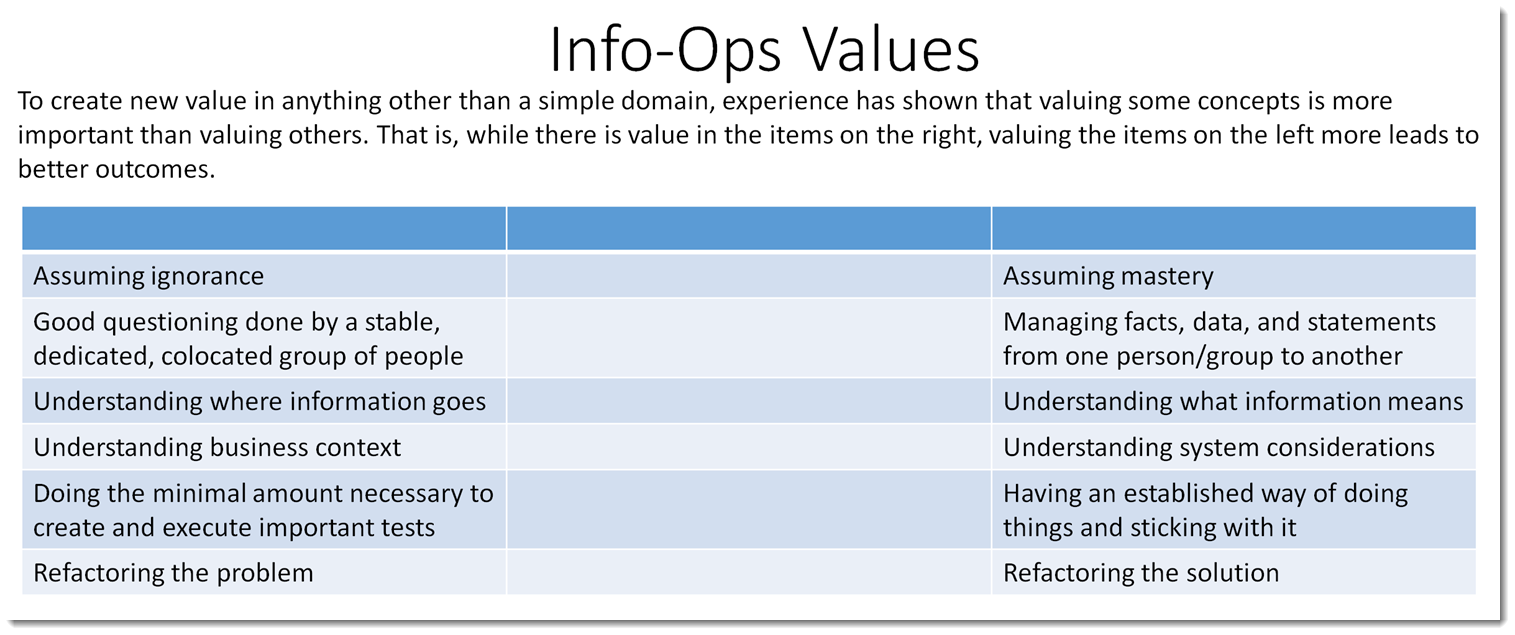 Info-Ops Values
To create new value in anything other than a simple domain, experience has shown that valuing some concepts is more
important than valuing others. That is, while there is value in the items on the right, valuing the items on the left more leads to
better outcomes.
Assuming ignorance
Assuming mastery
Good questioning done by a stable,
dedicated, colocated group of people
Managing facts, data, and statements
from one person/group to another
Understanding where information goes
Understanding what information means
Understanding business context
Understanding system considerations
Doing the minimal amount necessary to
create and execute important tests
Having an established way of doing
things and sticking with it
Refactoring the problem
Refactoring the solution